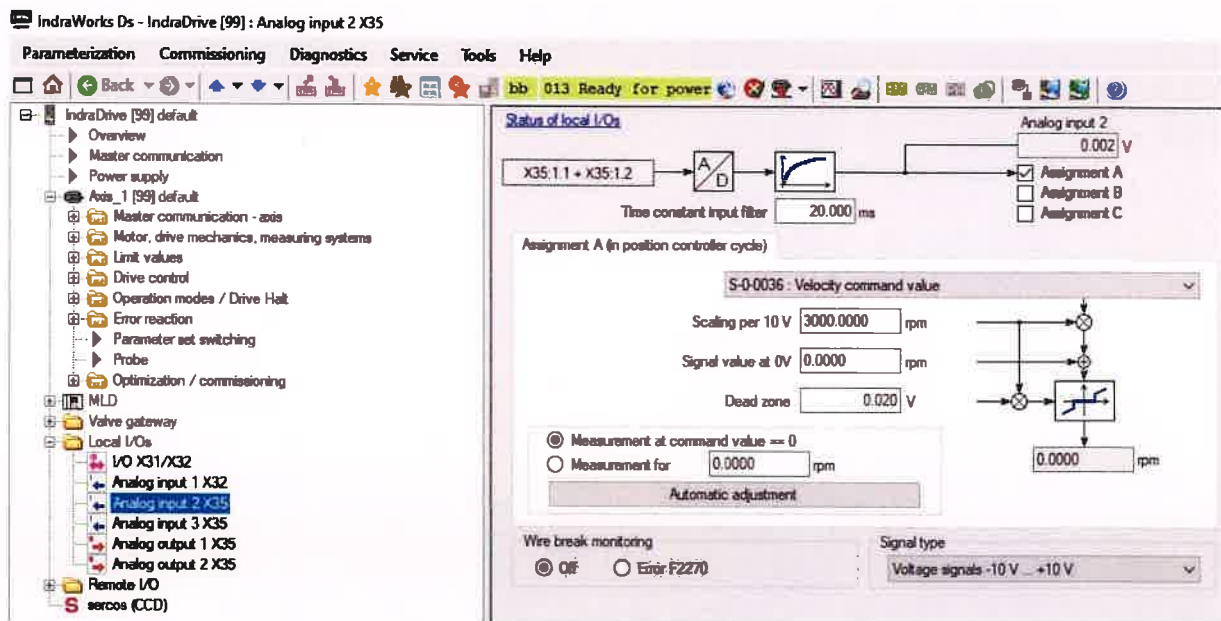 IndraWorks Ds - IndraDrive [99] : Analog input 2 X35
Parameterization Commissioning Diagnostics Service Tools Help
Back bb 013 Ready for power
IndraDrive [99] default
Overview
Master communication
Power supply
Axis_1 [99] default
Master communication - axis
Motor, drive mechanics, measuring systems
Limit values
Drive control
Operation modes / Drive Halt
Error reaction
Parameter set switching
Probe
Optimization / commissioning
MLD
Valve gateway
Local I/Os
I/O X31/X32
Analog input 1 X32
Analog input 2 X35
Analog input 3 X35
Analog output 1 X35
Analog output 2 X35
Remote I/O
sercos (CCD)
Status of local I/Os
Analog input 2
0.002 V
X35:1.1 + X35:1.2
A/D
Assignment A
Assignment B
Assignment C
Time constant input filter 20.000 ms
Assignment A (in position controller cycle)
S-0-0036 : Velocity command value
Scaling per 10 V 3000.0000 rpm
Signal value at 0V 0.0000 rpm
Dead zone 0.020 V
Measurement at command value == 0
Measurement for 0.0000 rpm
0.0000 rpm
Automatic adjustment
Wire break monitoring
Off Error F2270
Signal type
Voltage signals -10 V ... +10 V